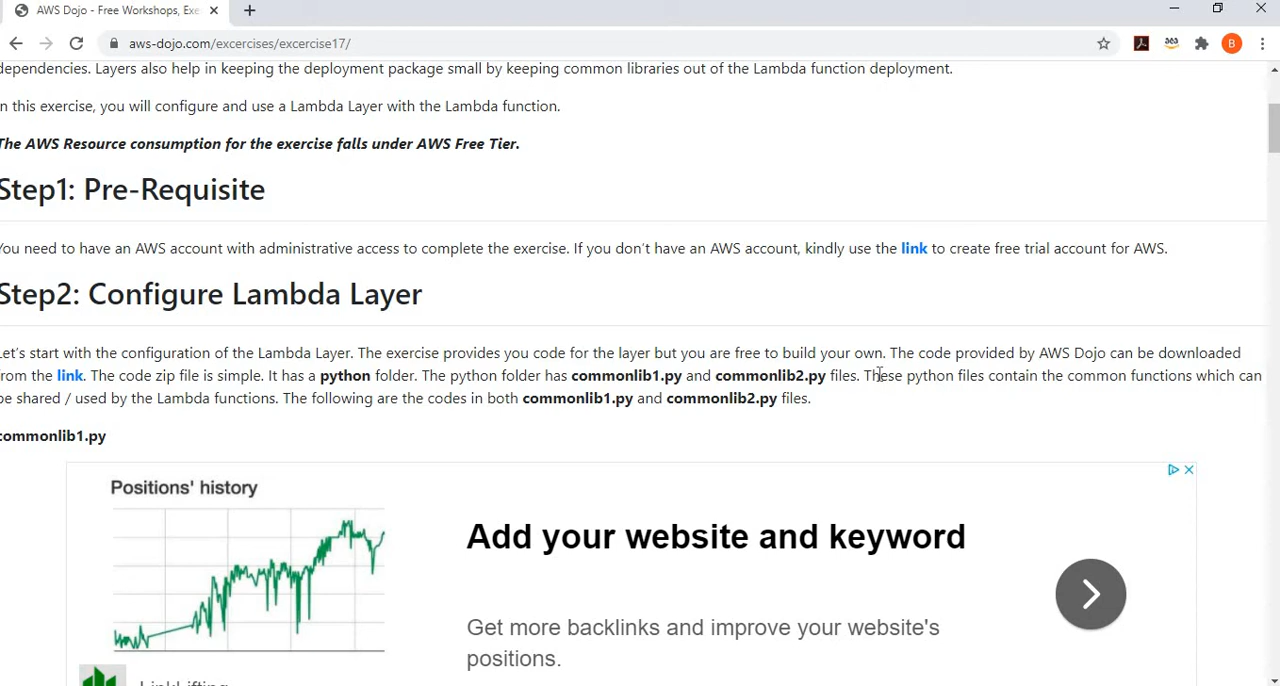 AWS Dojo - Free Workshops, Exe
aws-dojo.com/excercises/excercise17/
B
dependencies. Layers also help in keeping the deployment package small by keeping common libraries out of the Lambda function deployment.
n this exercise, you will configure and use a Lambda Layer with the Lambda function.
The AWS Resource consumption for the exercise falls under AWS Free Tier.
Step1: Pre-Requisite
You need to have an AWS account with administrative access to complete the exercise. If you don't have an AWS account, kindly use the link to create free trial account for AWS.
Step2: Configure Lambda Layer
Let's start with the configuration of the Lambda Layer. The exercise provides you code for the layer but you are free to build your own. The code provided by AWS Dojo can be downloaded
from the link. The code zip file is simple. It has a python folder. The python folder has commonlib1.py and commonlib2.py files. These python files contain the common functions which can
be shared / used by the Lambda functions. The following are the codes in both commonlib1.py and commonlib2.py files.
commonlib1.py
Positions' history
Add your website and keyword
Get more backlinks and improve your website's
positions.